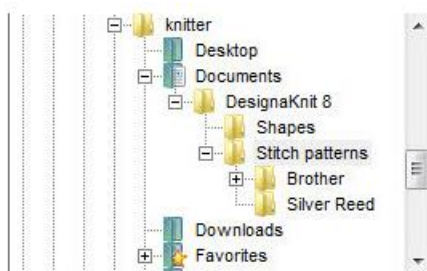 knitter
Desktop
Documents
DesignaKnit 8
Shapes
Stitch patterns
Brother
Silver Reed
Downloads
Favorites